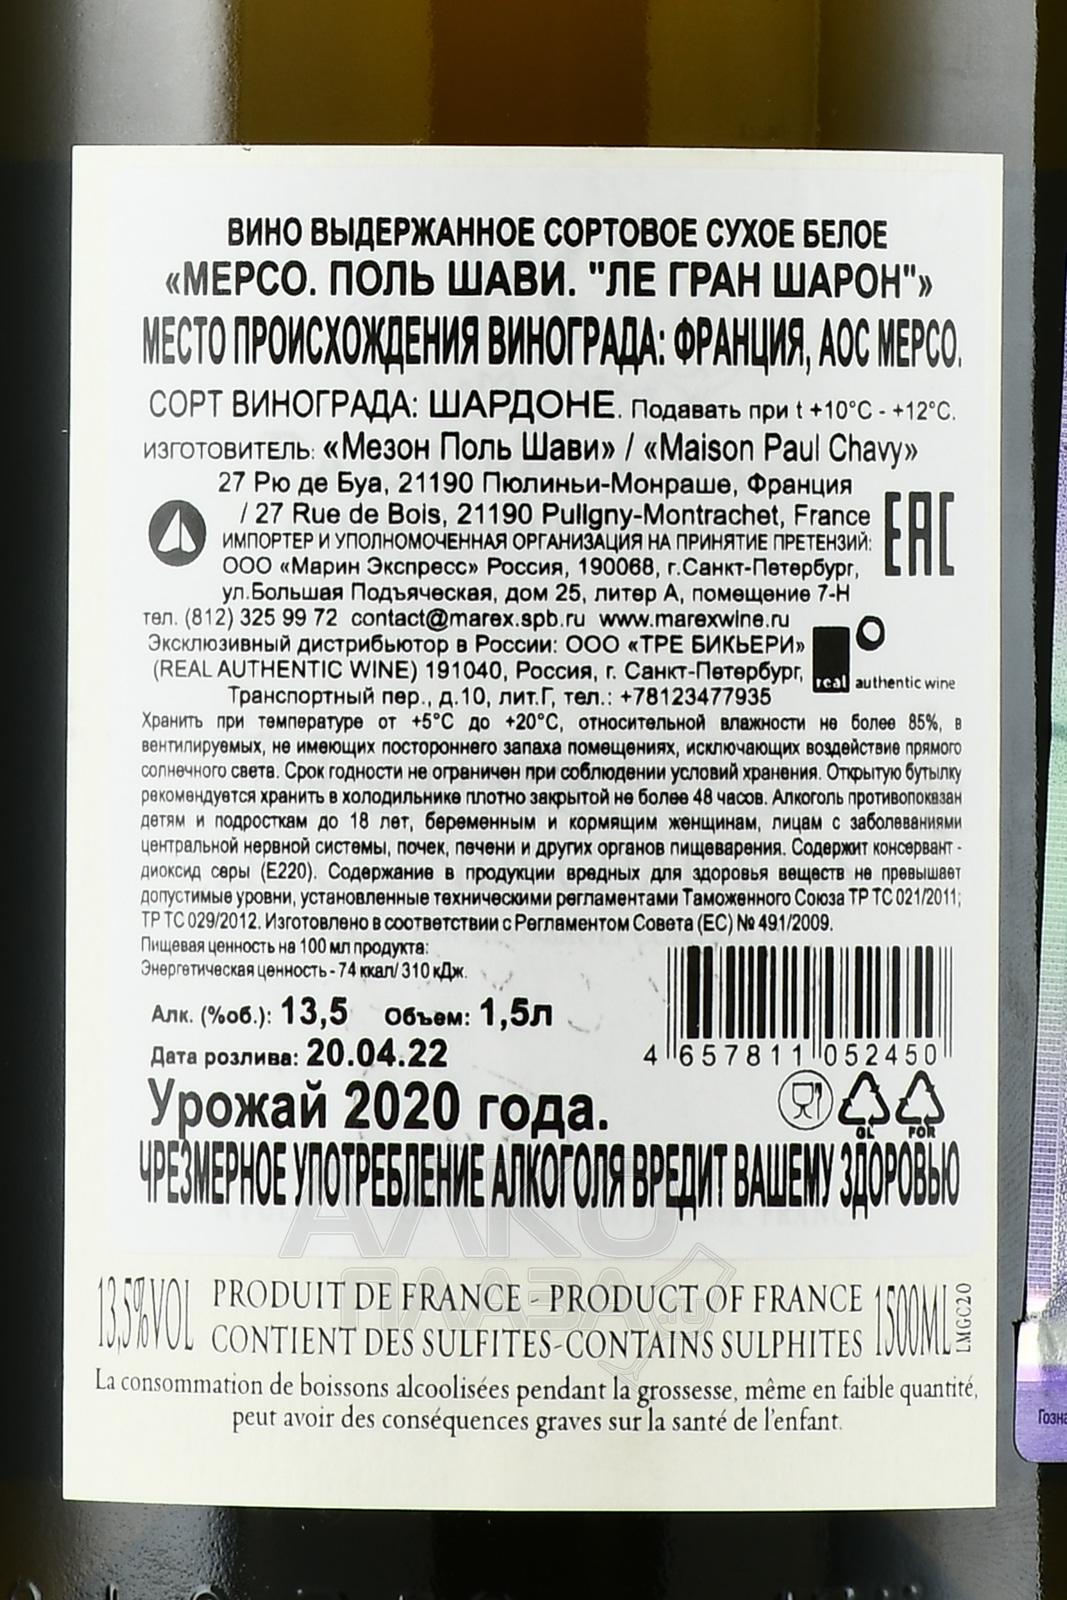 ВИНО ВЫДЕРЖАННОЕ СОРТОВОЕ СУХОЕ БЕЛОЕ
«МЕРСО. ПОЛЬ ШАВИ. "ЛЕ ГРАН ШАРОН"»
МЕСТО ПРОИСХОЖДЕНИЯ ВИНОГРАДА: ФРАНЦИЯ, АОС МЕРСО.
СОРТ ВИНОГРАДА: ШАРДОНЕ. Подавать при t +10°C - +12°C.
ИЗГОТОВИТЕЛЬ: «Мезон Поль Шави» / «Maison Paul Chavy»
27 Рю де Буа, 21190 Пюлиньи-Монраше, Франция
/ 27 Rue de Bois, 21190 Puligny-Montrachet, France
EAC
ИМПОРТЕР И УПОЛНОМОЧЕННАЯ ОРГАНИЗАЦИЯ НА ПРИНЯТИЕ ПРЕТЕНЗИЙ:
ООО «Марин Экспресс» Россия, 190068, г.Санкт-Петербург,
ул.Большая Подъяческая, дом 25, литер А, помещение 7-Н
тел. (812) 325 99 72 contact@marex.spb.ru www.marexwine.ru
Эксклюзивный дистрибьютор в России: ООО «ТРЕ БИКЬЕРИ»
(REAL AUTHENTIC WINE) 191040, Россия, г. Санкт-Петербург,
real authentic wine
Транспортный пер., д.10, лит.Г, тел.: +78123477935
Хранить при температуре от +5°C до +20°C, относительной влажности не более 85%, в
вентилируемых, не имеющих постороннего запаха помещениях, исключающих воздействие прямого
солнечного света. Срок годности не ограничен при соблюдении условий хранения. Открытую бутылку
рекомендуется хранить в холодильнике плотно закрытой не более 48 часов. Алкоголь противопоказан
детям и подросткам до 18 лет, беременным и кормящим женщинам, лицам с заболеваниями
центральной нервной системы, почек, печени и других органов пищеварения. Содержит консервант -
диоксид серы (Е220). Содержание в продукции вредных для здоровья веществ не превышает
допустимые уровни, установленные техническими регламентами Таможенного Союза ТР ТС 021/2011;
ТР ТС 029/2012. Изготовлено в соответствии с Регламентом Совета (ЕС) № 491/2009.
Пищевая ценность на 100 мл продукта:
Энергетическая ценность - 74 ккал/ 310 кДж.
Алк. (%об.): 13,5 Объем: 1,5л
4 657811 052450
Дата розлива: 20.04.22
Урожай 2020 года.
GL FOR
ЧРЕЗМЕРНОЕ УПОТРЕБЛЕНИЕ АЛКОГОЛЯ ВРЕДИТ ВАШЕМУ ЗДОРОВЬЮ
АЛКО
ПЛАЗА.RU
13,5%VOL PRODUIT DE FRANCE - PRODUCT OF FRANCE 1500ML
CONTIENT DES SULFITES-CONTAINS SULPHITES
LMGC20
La consommation de boissons alcoolisées pendant la grossesse, même en faible quantité,
peut avoir des conséquences graves sur la santé de l'enfant.